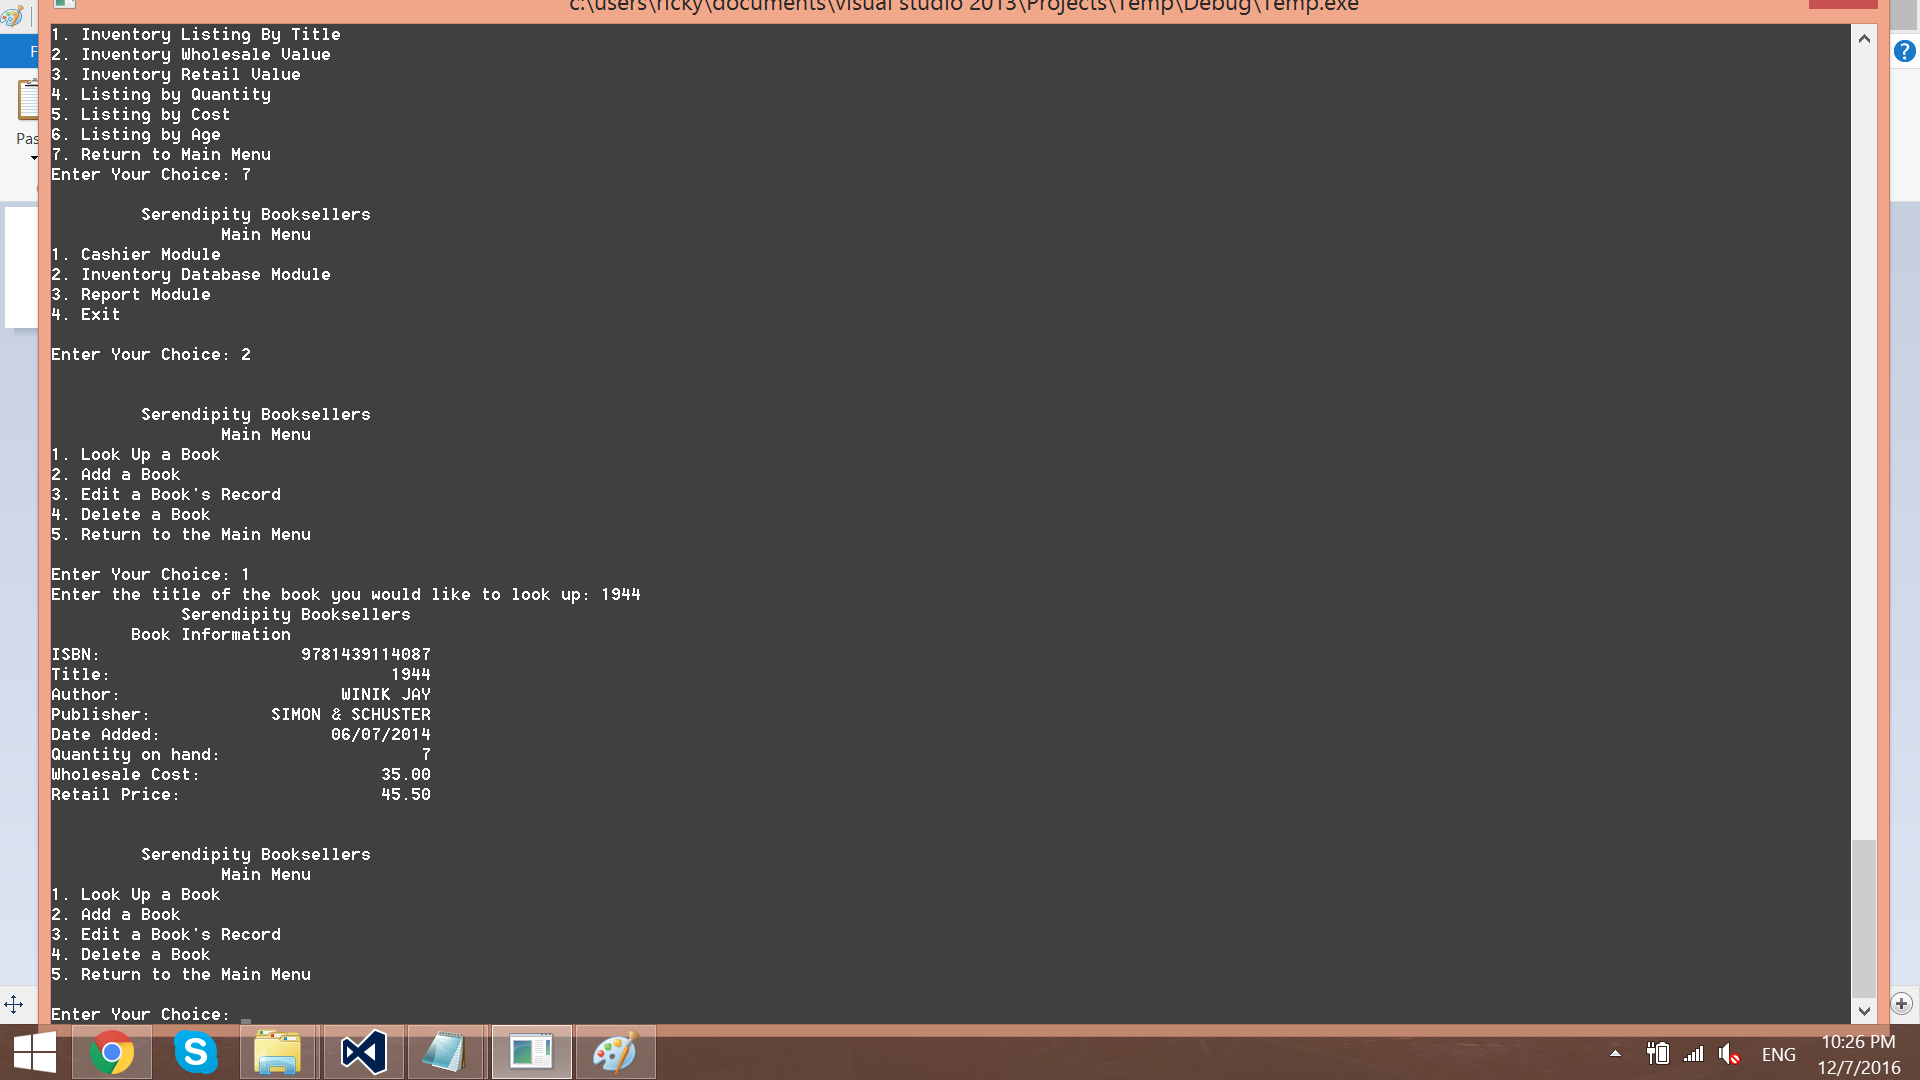 c:\users\ricky\documents\visual studio 2013\Projects\Temp\Debug\Temp.exe
1. Inventory Listing By Title
2. Inventory Wholesale Value
3. Inventory Retail Value
4. Listing by Quantity
5. Listing by Cost
6. Listing by Age
7. Return to Main Menu
Enter Your Choice: 7
Serendipity Booksellers
Main Menu
1. Cashier Module
2. Inventory Database Module
3. Report Module
4. Exit
Enter Your Choice: 2
Serendipity Booksellers
Main Menu
1. Look Up a Book
2. Add a Book
3. Edit a Book's Record
4. Delete a Book
5. Return to the Main Menu
Enter Your Choice: 1
Enter the title of the book you would like to look up: 1944
Serendipity Booksellers
Book Information
ISBN: 9781439114087
Title: 1944
Author: WINIK JAY
Publisher: SIMON & SCHUSTER
Date Added: 06/07/2014
Quantity on hand: 7
Wholesale Cost: 35.00
Retail Price: 45.50
Serendipity Booksellers
Main Menu
1. Look Up a Book
2. Add a Book
3. Edit a Book's Record
4. Delete a Book
5. Return to the Main Menu
Enter Your Choice:
F
Pas
ENG
10:26 PM
12/7/2016